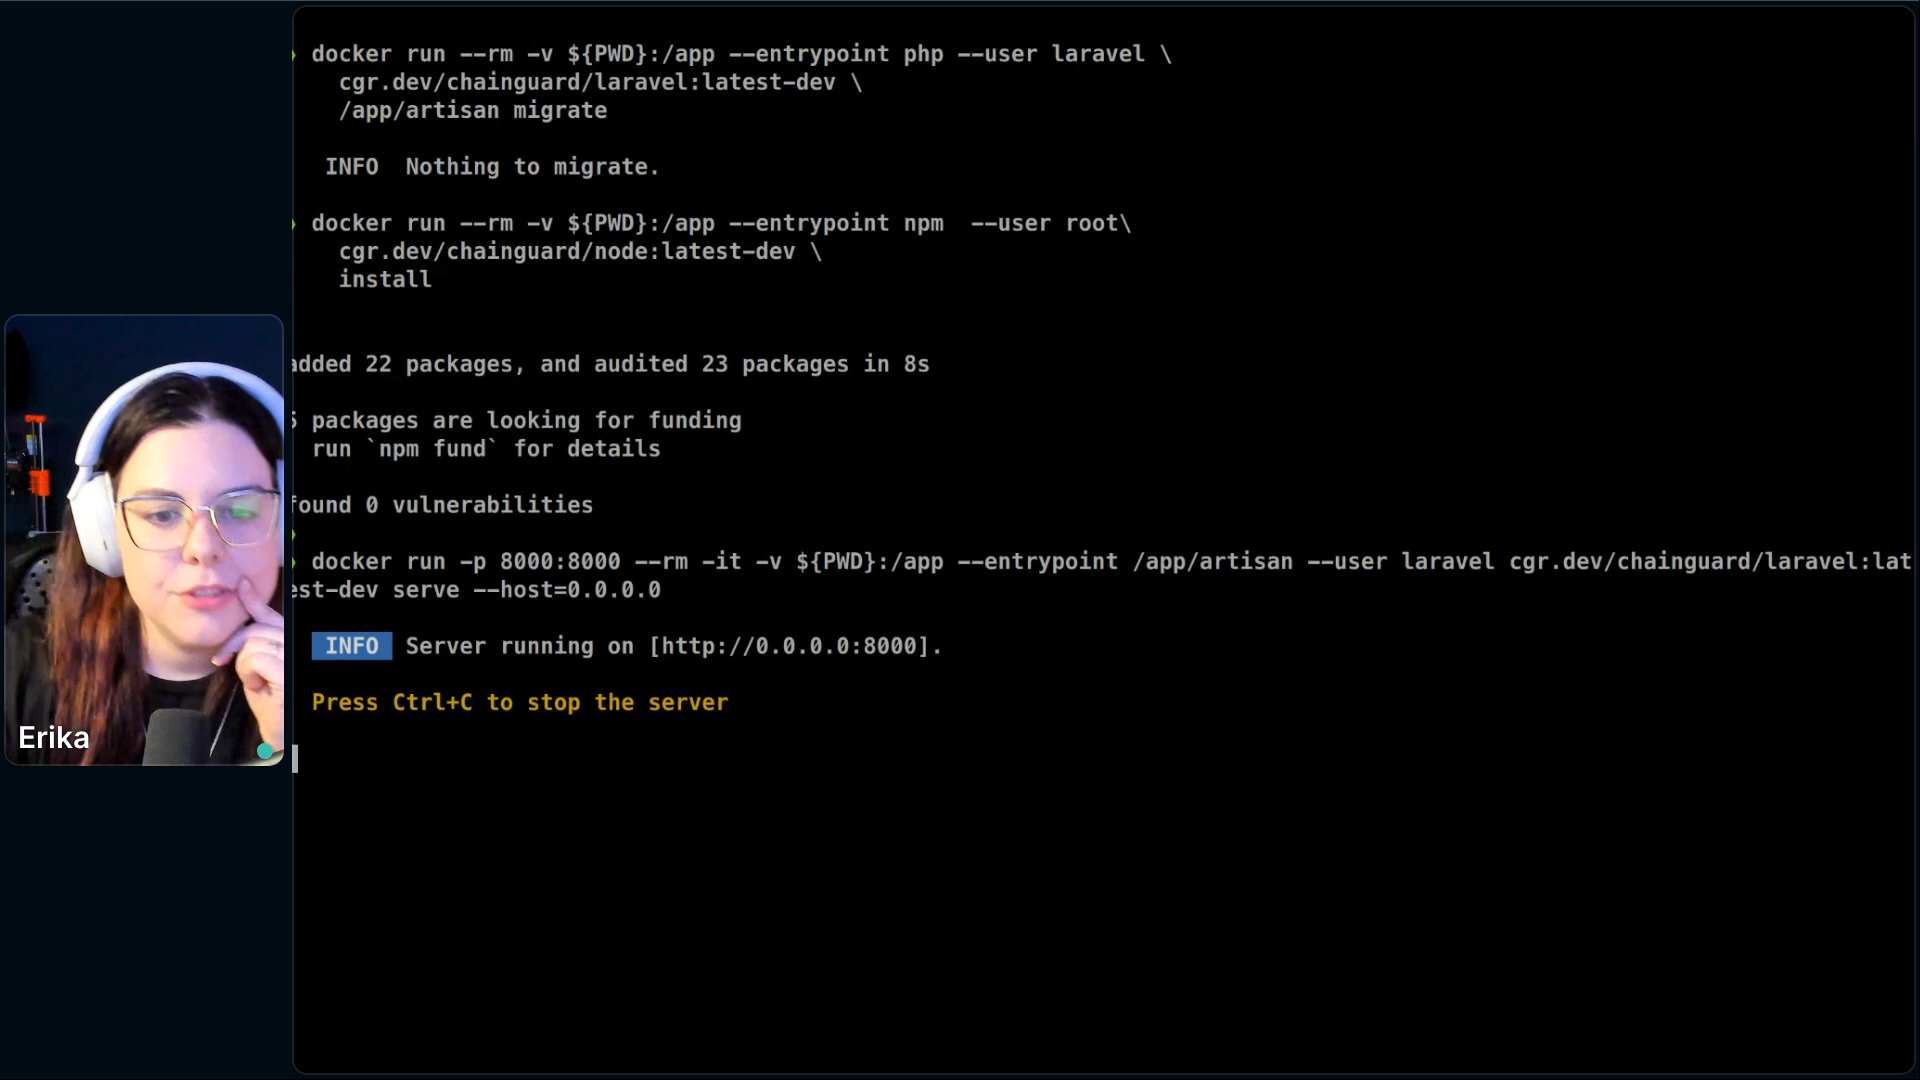 docker run --rm -v ${PWD}:/app --entrypoint php --user laravel \
cgr.dev/chainguard/laravel:latest-dev \
/app/artisan migrate
INFO  Nothing to migrate.
docker run --rm -v ${PWD}:/app --entrypoint npm  --user root\
cgr.dev/chainguard/node:latest-dev \
install
added 22 packages, and audited 23 packages in 8s
5 packages are looking for funding
run `npm fund` for details
found 0 vulnerabilities
docker run -p 8000:8000 --rm -it -v ${PWD}:/app --entrypoint /app/artisan --user laravel cgr.dev/chainguard/laravel:lat
est-dev serve --host=0.0.0.0
INFO  Server running on [http://0.0.0.0:8000].
Press Ctrl+C to stop the server
Erika